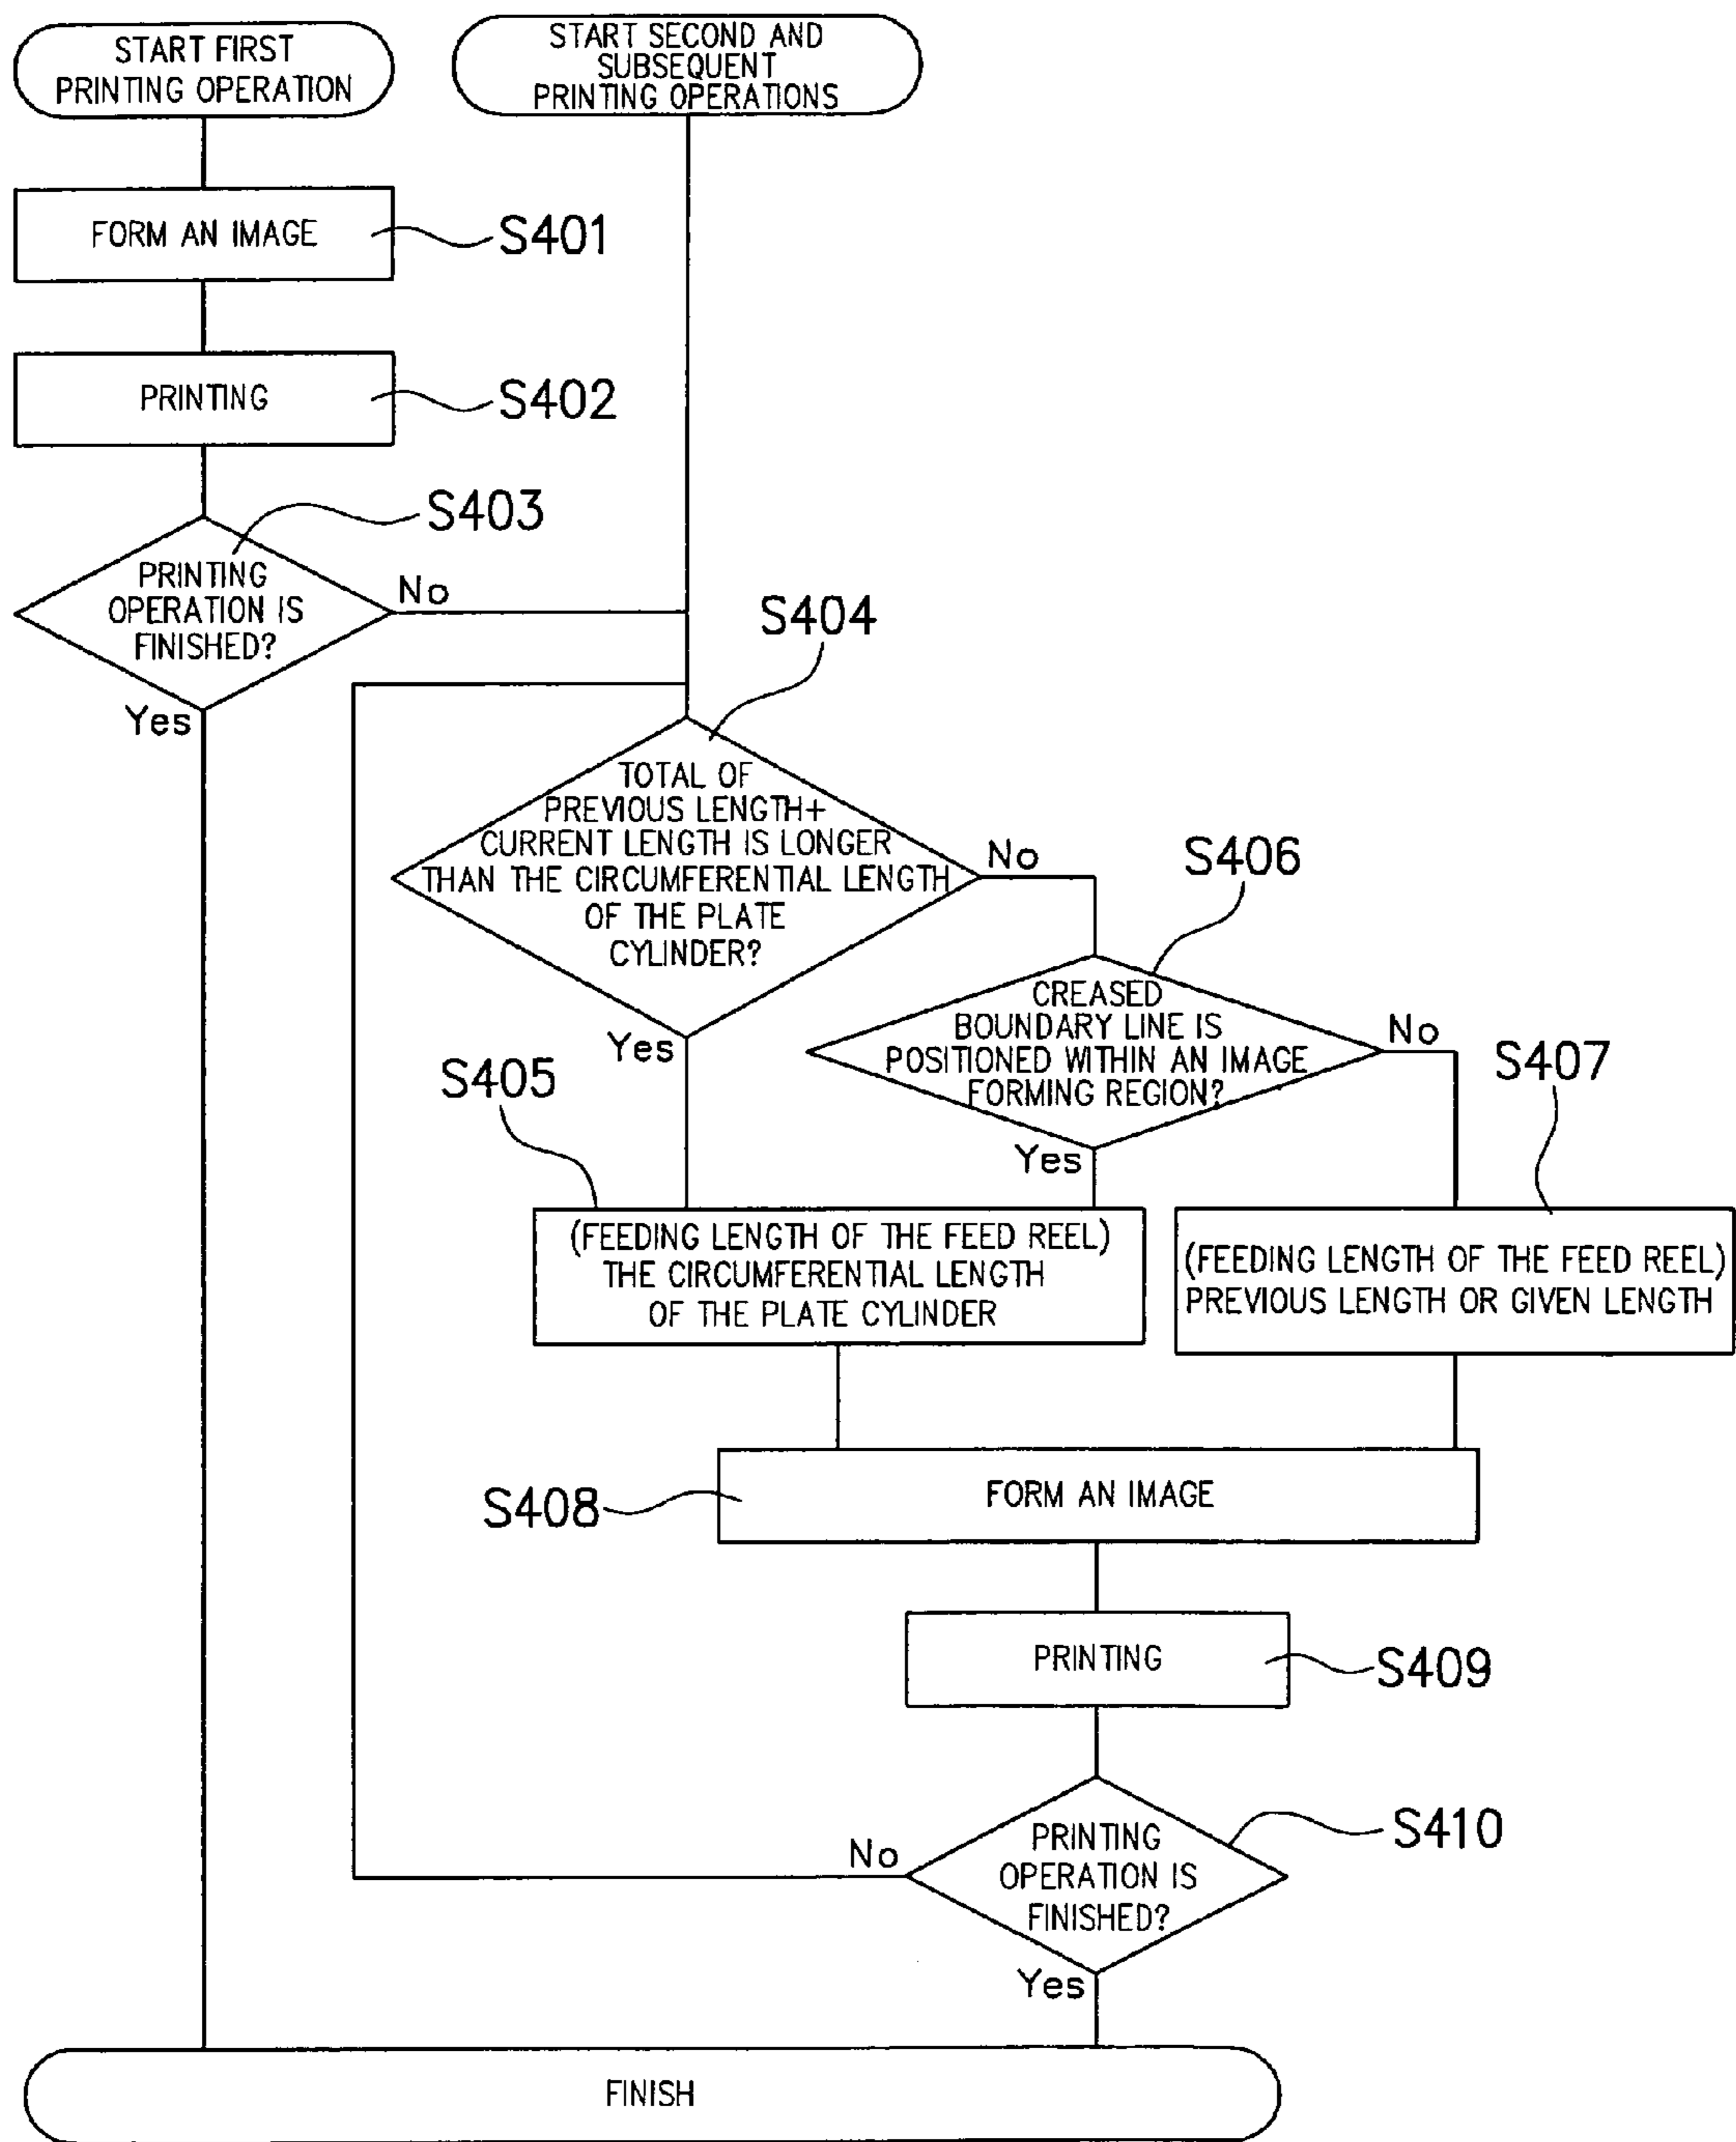 START FIRST
PRINTING OPERATION
START SECOND AND
SUBSEQUENT
PRINTING OPERATIONS
FORM AN IMAGE
S401
PRINTING
S402
S403
PRINTING
OPERATION IS
FINISHED?
No
Yes
S404
TOTAL OF
PREVIOUS LENGTH+
CURRENT LENGTH IS LONGER
THAN THE CIRCUMFERENTIAL LENGTH
OF THE PLATE
CYLINDER?
No
Yes
S406
CREASED
BOUNDARY LINE IS
POSITIONED WITHIN AN IMAGE
FORMING REGION?
No
Yes
S405
(FEEDING LENGTH OF THE FEED REEL)
THE CIRCUMFERENTIAL LENGTH
OF THE PLATE CYLINDER
S407
(FEEDING LENGTH OF THE FEED REEL)
PREVIOUS LENGTH OR GIVEN LENGTH
S408
FORM AN IMAGE
PRINTING
S409
S410
PRINTING
OPERATION IS
FINISHED?
No
Yes
FINISH